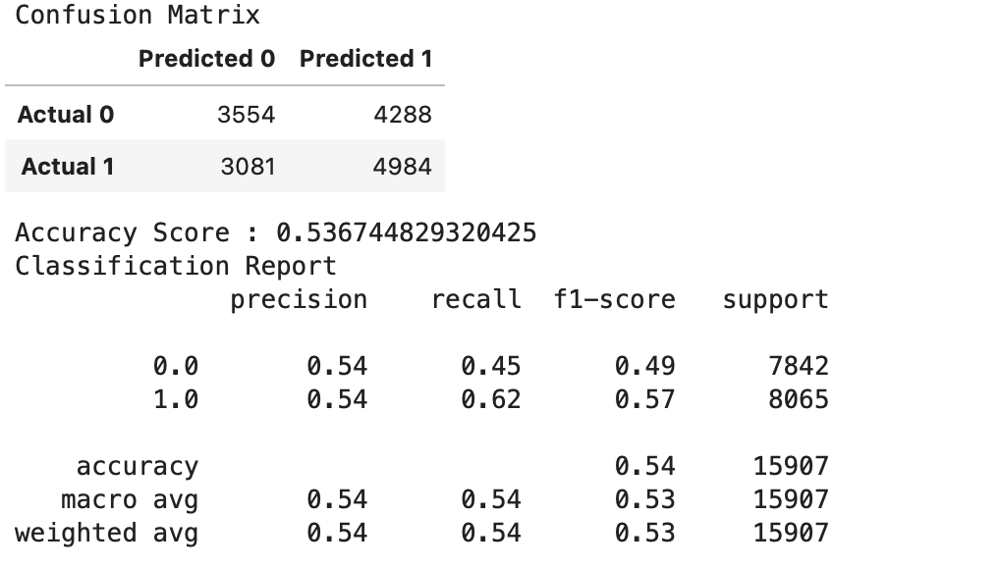 Confusion Matrix
Predicted 0 Predicted 1
Actual 0 3554 4288
Actual 1 3081 4984
Accuracy Score : 0.536744829320425
Classification Report
precision recall f1-score support
0.0 0.54 0.45 0.49 7842
1.0 0.54 0.62 0.57 8065
accuracy 0.54 15907
macro avg 0.54 0.54 0.53 15907
weighted avg 0.54 0.54 0.53 15907